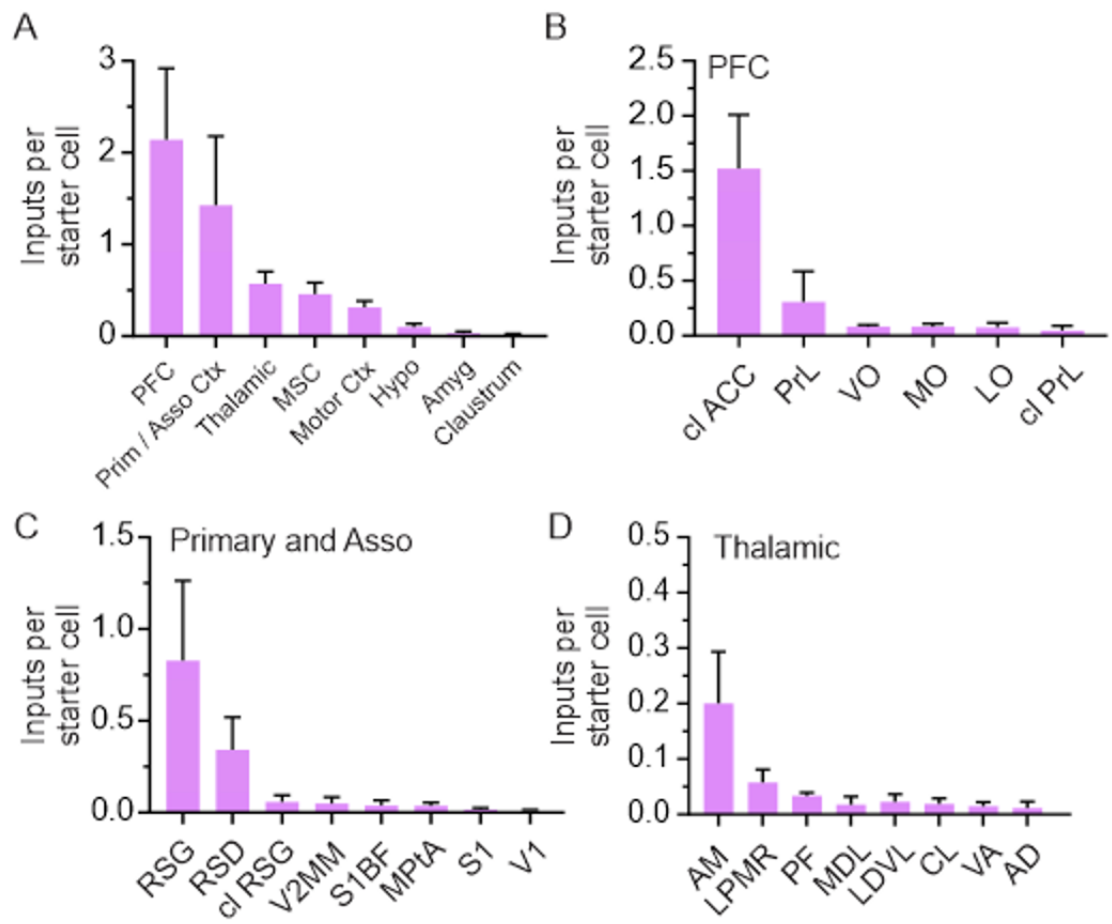 A
Inputs per
starter cell
3
2
1
0
PFC
Prim / Asso Ctx
Thalamic
MSC
Motor Ctx
Hypo
Amyg
Claustrum
B
PFC
Inputs per
starter cell
2.5
2.0
1.5
1.0
0.5
0.0
cl ACC
PrL
VO
MO
LO
cl PrL
C
Primary and Asso
Inputs per
starter cell
1.5
1.0
0.5
0.0
RSG
RSD
cl RSG
V2MM
S1BF
MPtA
S1
V1
D
Thalamic
Inputs per
starter cell
0.5
0.4
0.3
0.2
0.1
0.0
AM
LPMR
PF
MDL
LDVL
CL
VA
AD